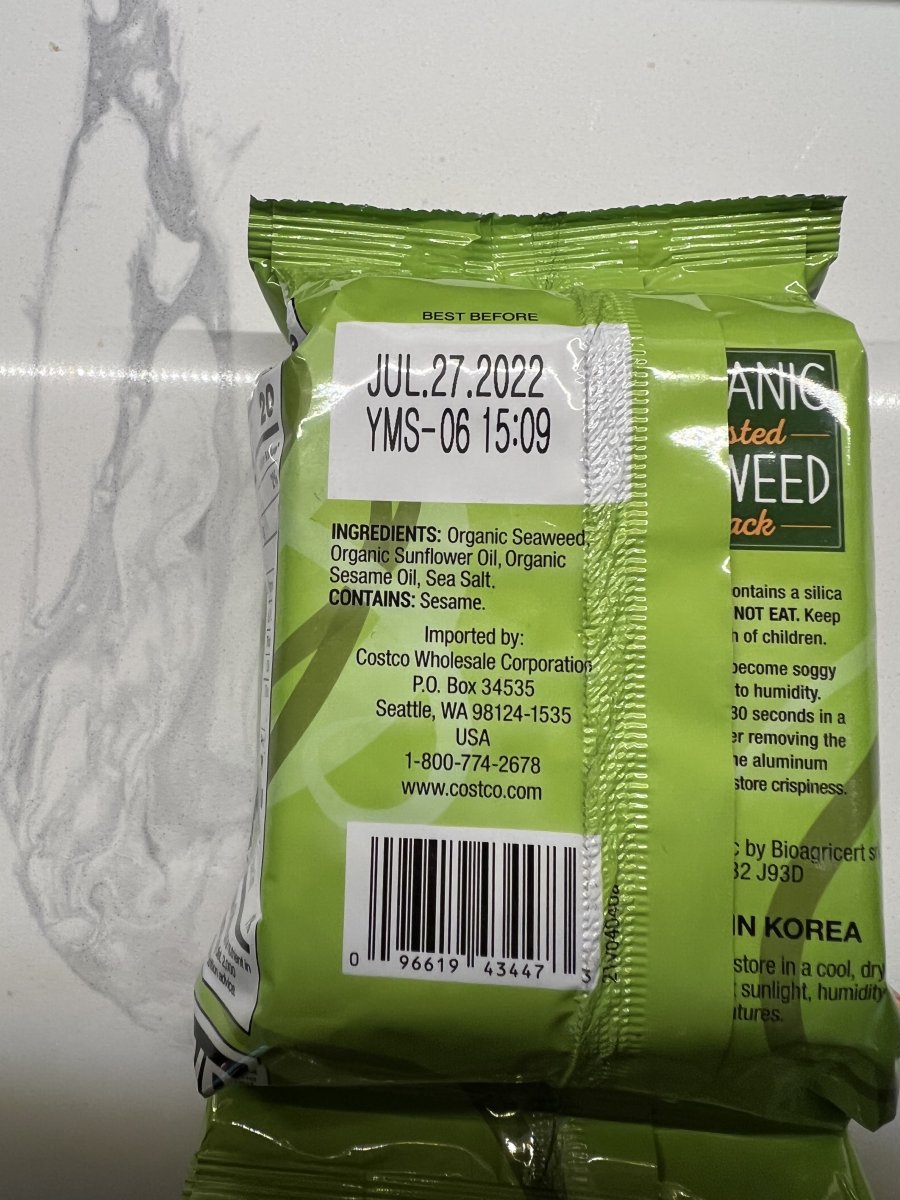 BEST BEFORE
JUL.27.2022
YMS-06 15:09
INGREDIENTS: Organic Seaweed,
Organic Sunflower Oil, Organic
Sesame Oil, Sea Salt.
CONTAINS: Sesame.
Imported by:
Costco Wholesale Corporation
P.O. Box 34535
Seattle, WA 98124-1535
USA
1-800-774-2678
www.costco.com
0 96619 43447
20
ANIC
sted
WEED
ack
ontains a silica
NOT EAT. Keep
h of children.
become soggy
to humidity.
30 seconds in a
er removing the
he aluminum
store crispiness.
c by Bioagricert s
32 J93D
IN KOREA
store in a cool, dry
sunlight, humidity
atures.